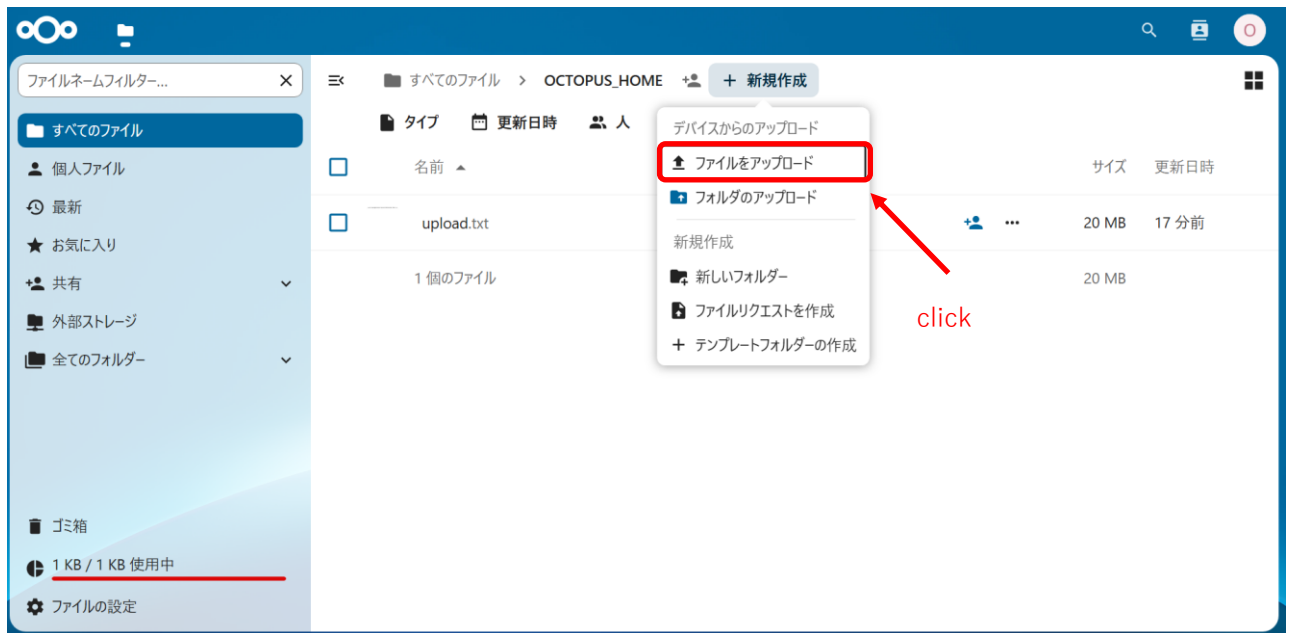 O
ファイルネームフィルター...
すべてのファイル > OCTOPUS_HOME + 新規作成
すべてのファイル
個人ファイル
最新
お気に入り
共有
外部ストレージ
全てのフォルダー
ゴミ箱
1 KB / 1 KB 使用中
ファイルの設定
タイプ 更新日時 人
名前 サイズ 更新日時
upload.txt 20 MB 17 分前
1 個のファイル 20 MB
デバイスからのアップロード
ファイルをアップロード
フォルダのアップロード
新規作成
新しいフォルダー
ファイルリクエストを作成
+ テンプレートフォルダーの作成
click